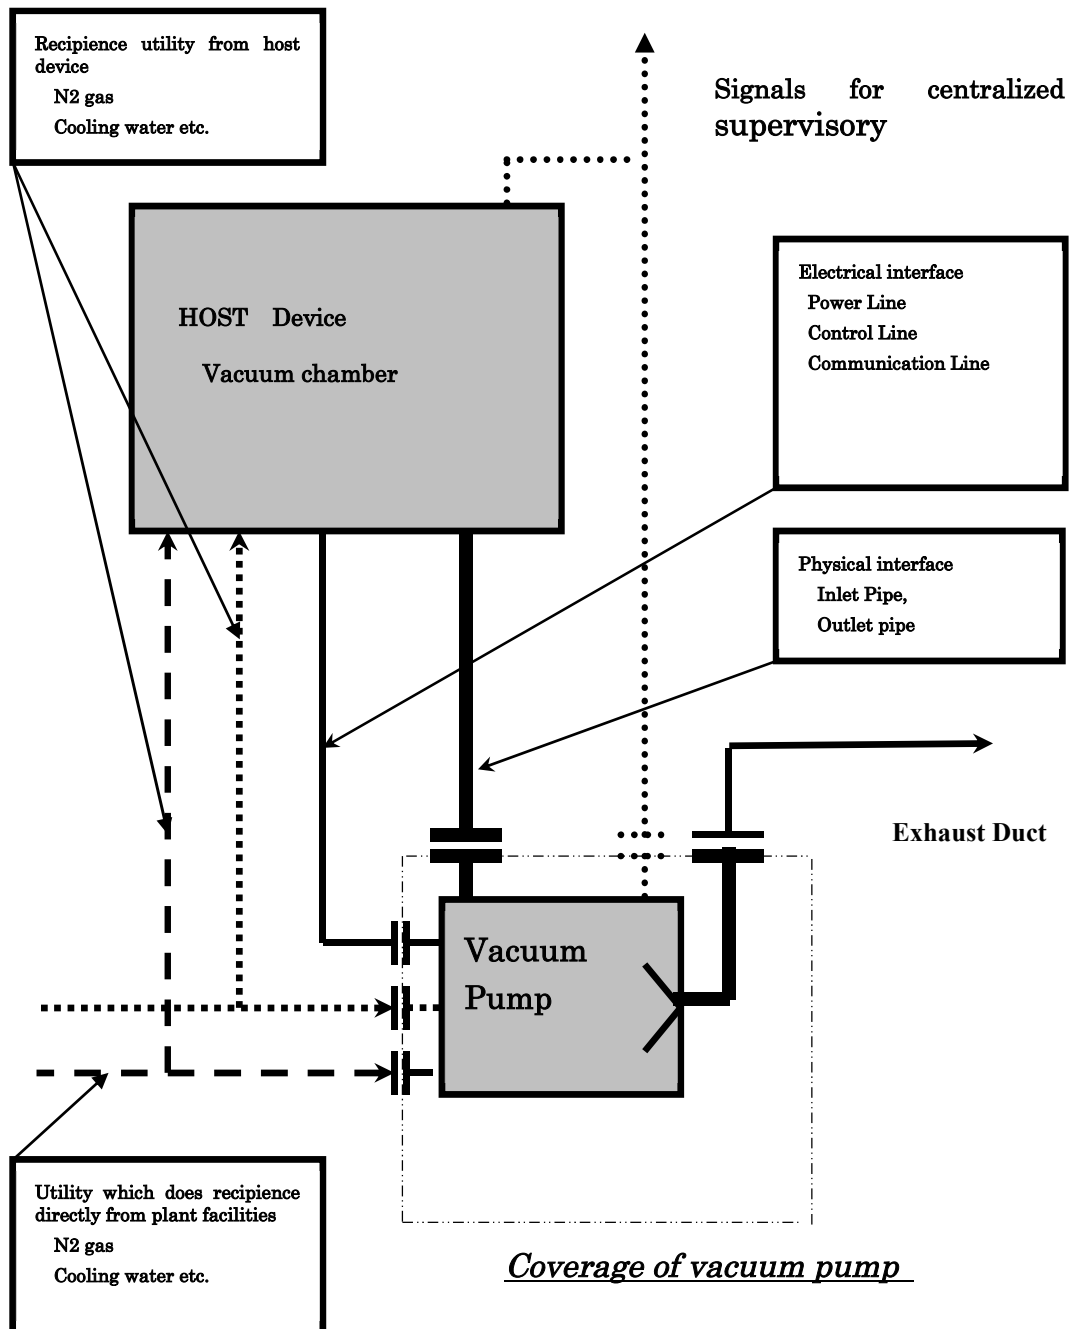 Recipience utility from host
device
N2 gas
Cooling water etc.
Signals for centralized
supervisory
HOST Device
Vacuum chamber
Electrical interface
Power Line
Control Line
Communication Line
Physical interface
Inlet Pipe,
Outlet pipe
Exhaust Duct
Vacuum
Pump
Utility which does recipience
directly from plant facilities
N2 gas
Cooling water etc.
Coverage of vacuum pump